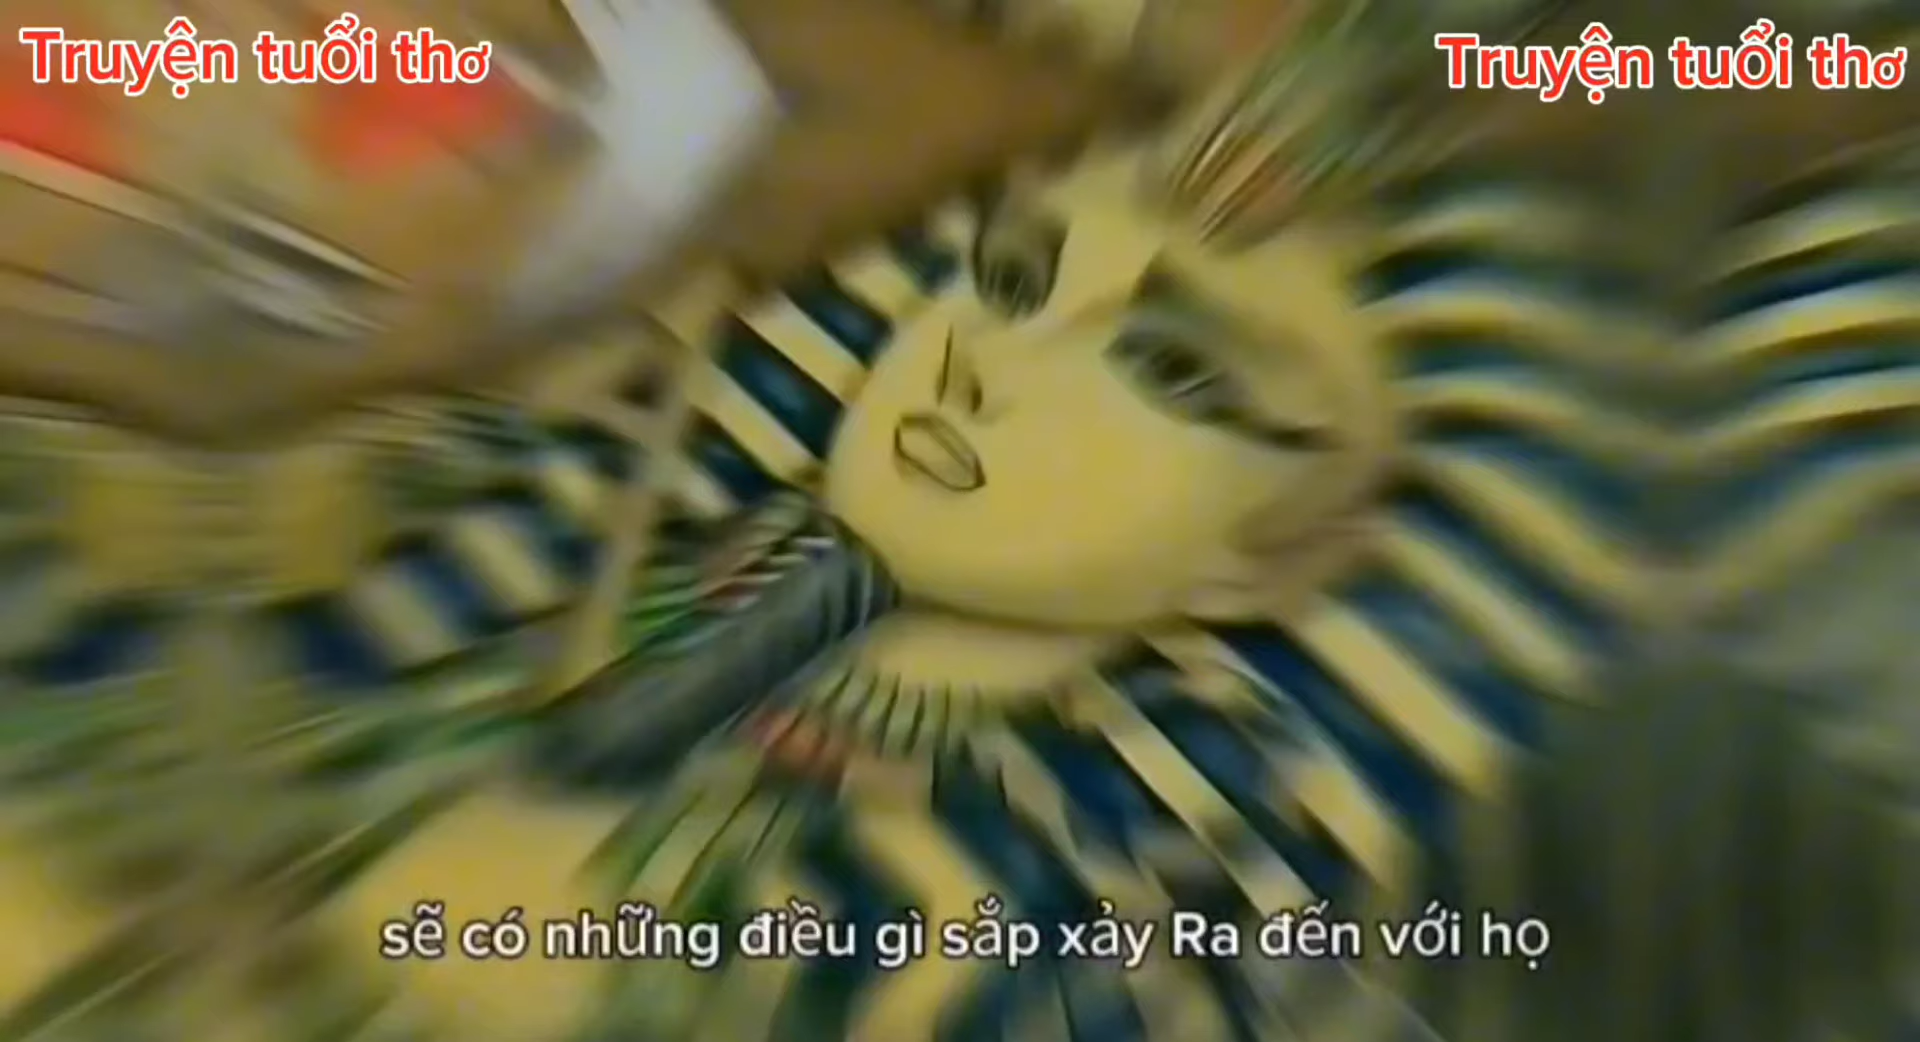 Truyện tuổi thơ
Truyện tuổi thơ
sẽ có những điều gì sắp xảy Ra đến với họ